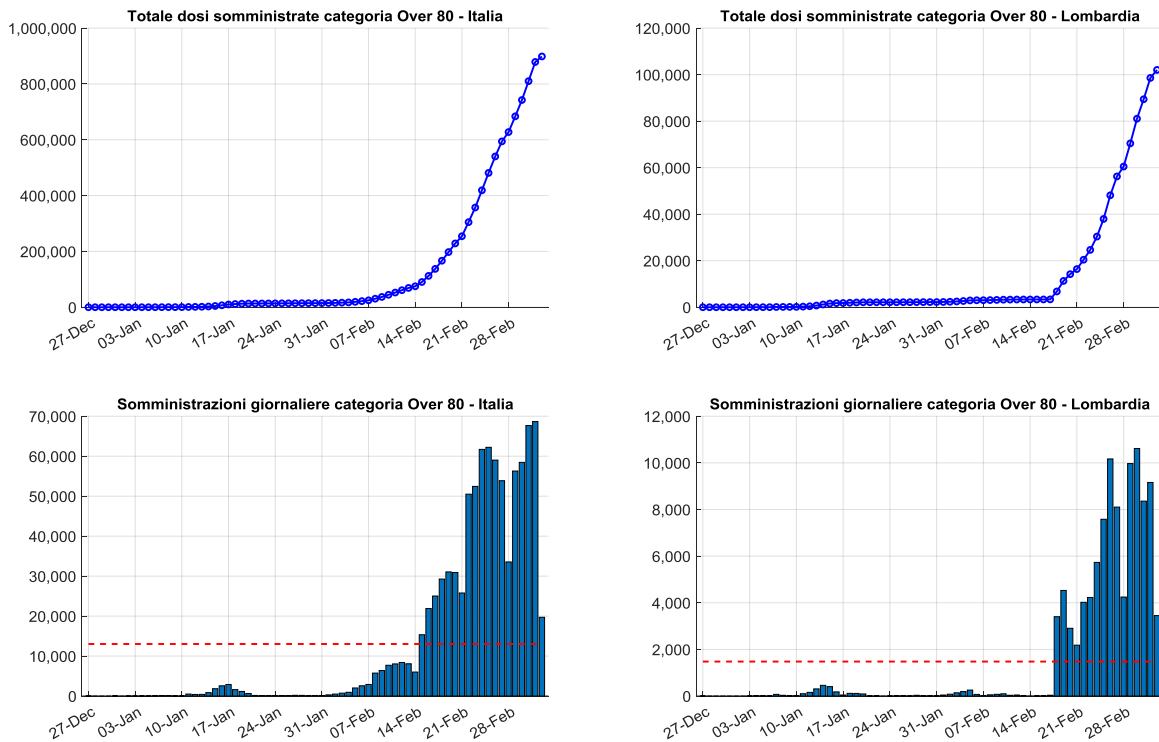 Totale dosi somministrate categoria Over 80 - Italia
1,000,000
800,000
600,000
400,000
200,000
0
27-Dec
03-Jan
10-Jan
17-Jan
24-Jan
31-Jan
07-Feb
14-Feb
21-Feb
28-Feb
Totale dosi somministrate categoria Over 80 - Lombardia
120,000
100,000
80,000
60,000
40,000
20,000
0
27-Dec
03-Jan
10-Jan
17-Jan
24-Jan
31-Jan
07-Feb
14-Feb
21-Feb
28-Feb
Somministrazioni giornaliere categoria Over 80 - Italia
70,000
60,000
50,000
40,000
30,000
20,000
10,000
0
27-Dec
03-Jan
10-Jan
17-Jan
24-Jan
31-Jan
07-Feb
14-Feb
21-Feb
28-Feb
Somministrazioni giornaliere categoria Over 80 - Lombardia
12,000
10,000
8,000
6,000
4,000
2,000
0
27-Dec
03-Jan
10-Jan
17-Jan
24-Jan
31-Jan
07-Feb
14-Feb
21-Feb
28-Feb